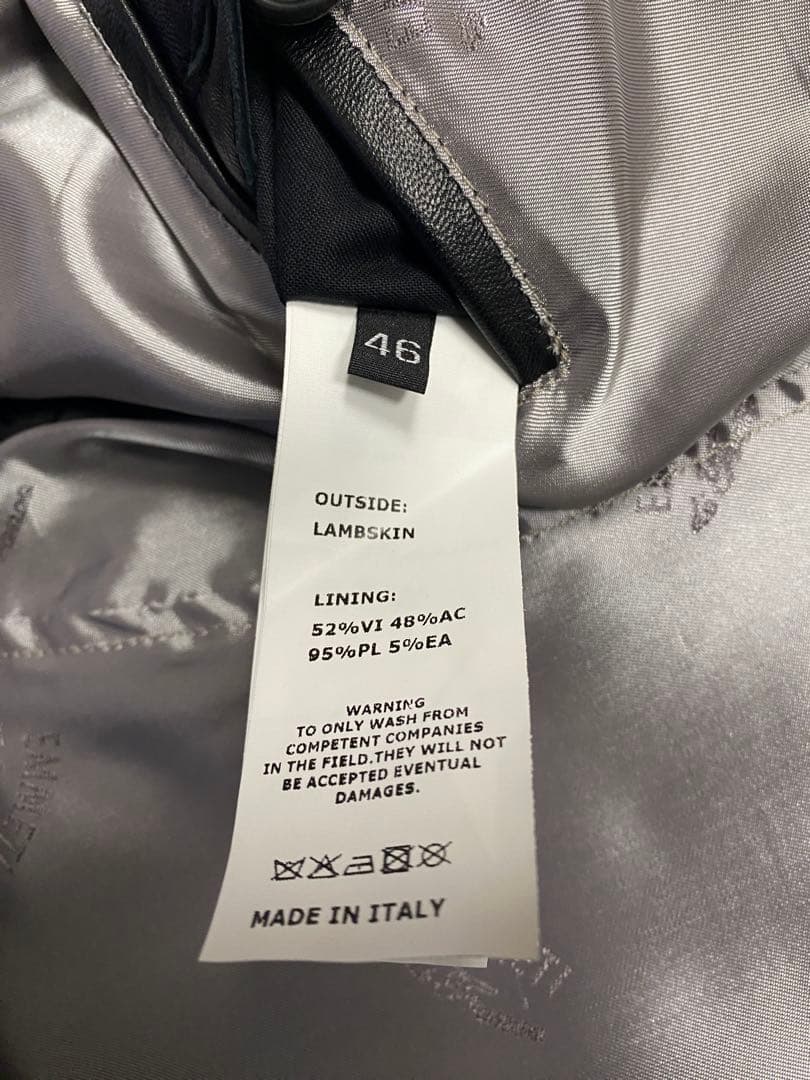 46
OUTSIDE:
LAMBSKIN
LINING:
52%VI 48%AC
95%PL 5%EA
WARNING
TO ONLY WASH FROM
COMPETENT COMPANIES
IN THE FIELD.THEY WILL NOT
BE ACCEPTED EVENTUAL
DAMAGES.
MADE IN ITALY